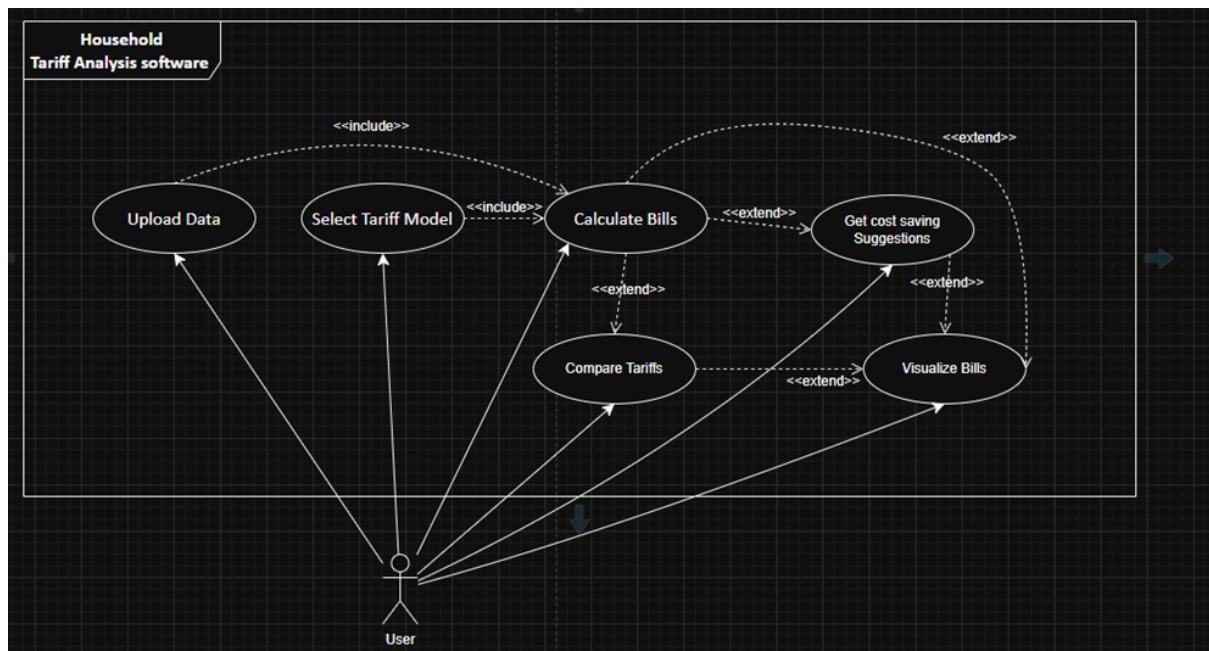 Household
Tariff Analysis software
<<include>>
<<extend>>
Upload Data
Select Tariff Model
<<include>>
Calculate Bills
<<extend>>
Get cost saving
Suggestions
<<extend>>
<<extend>>
Compare Tariffs
<<extend>>
Visualize Bills
User